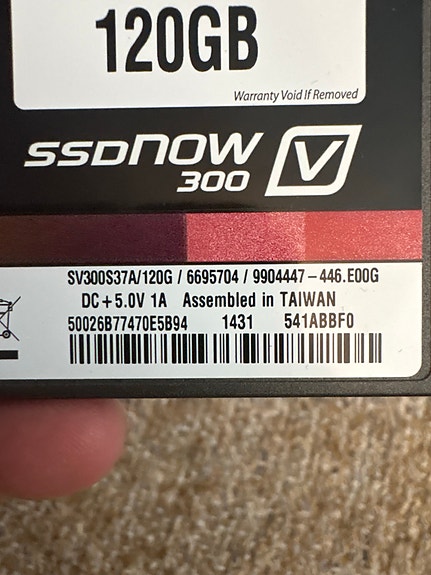 120GB
Warranty Void If Removed
SSDNOW V
300
SV300S37A/120G / 6695704 / 9904447-446.E00G
DC+5.0V 1A Assembled in TAIWAN
50026B77470E5B94 1431 541ABBF0